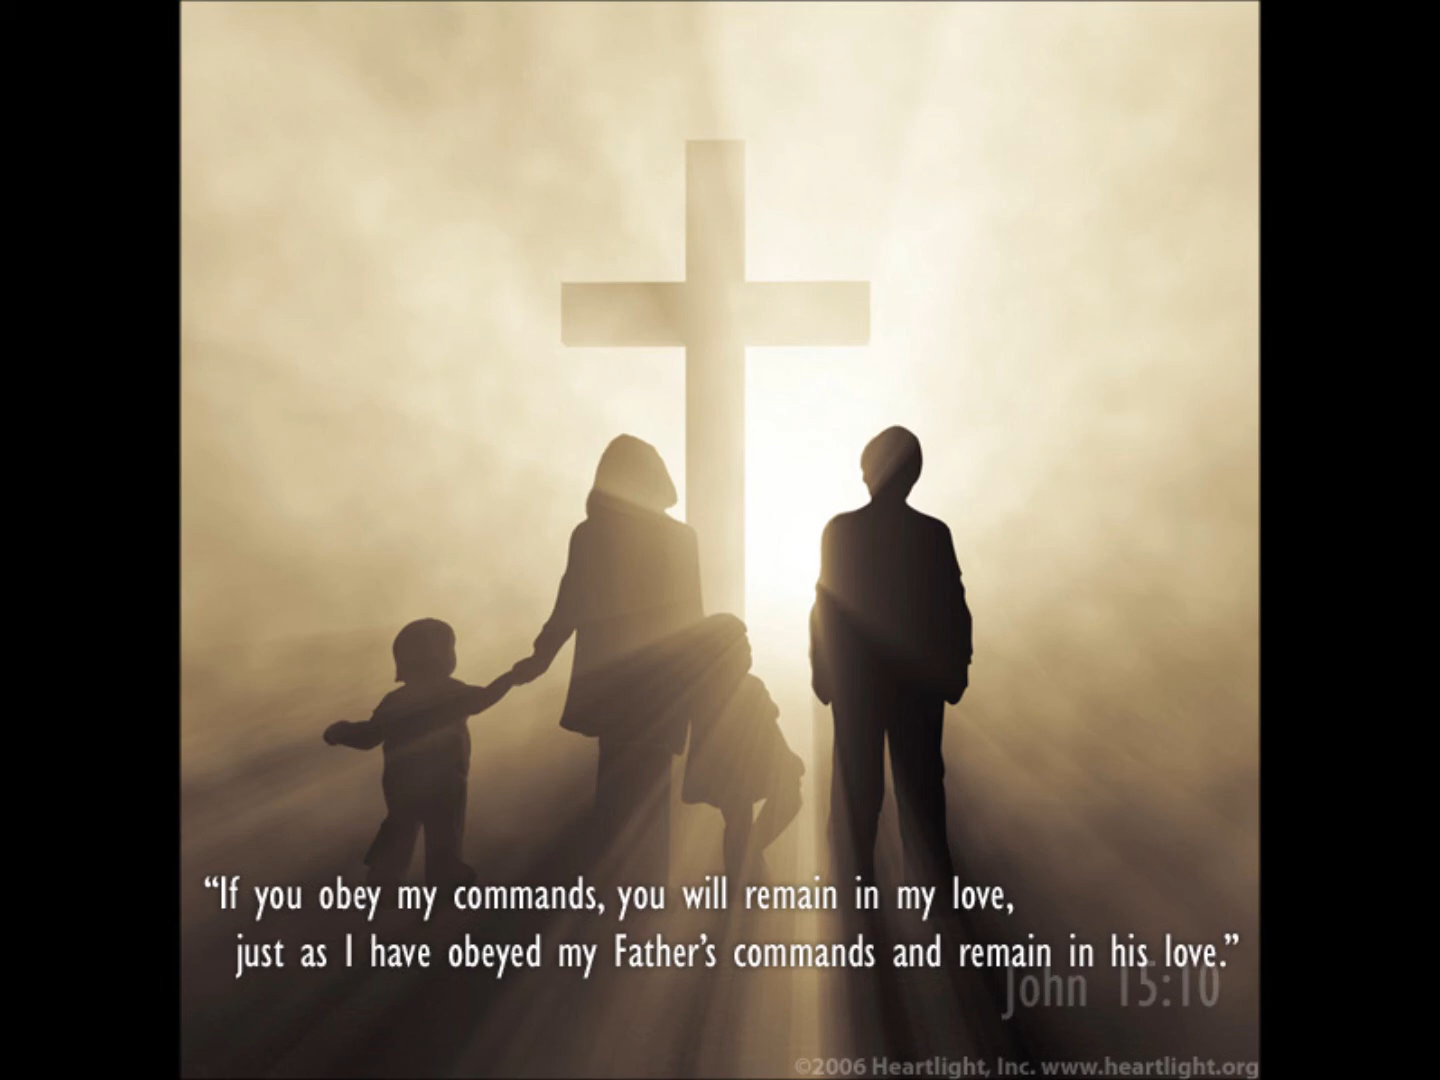 “If you obey my commands, you will remain in my love,
just as I have obeyed my Father’s commands and remain in his love.”
John 15:10
©2006 Heartlight, Inc. www.heartlight.org